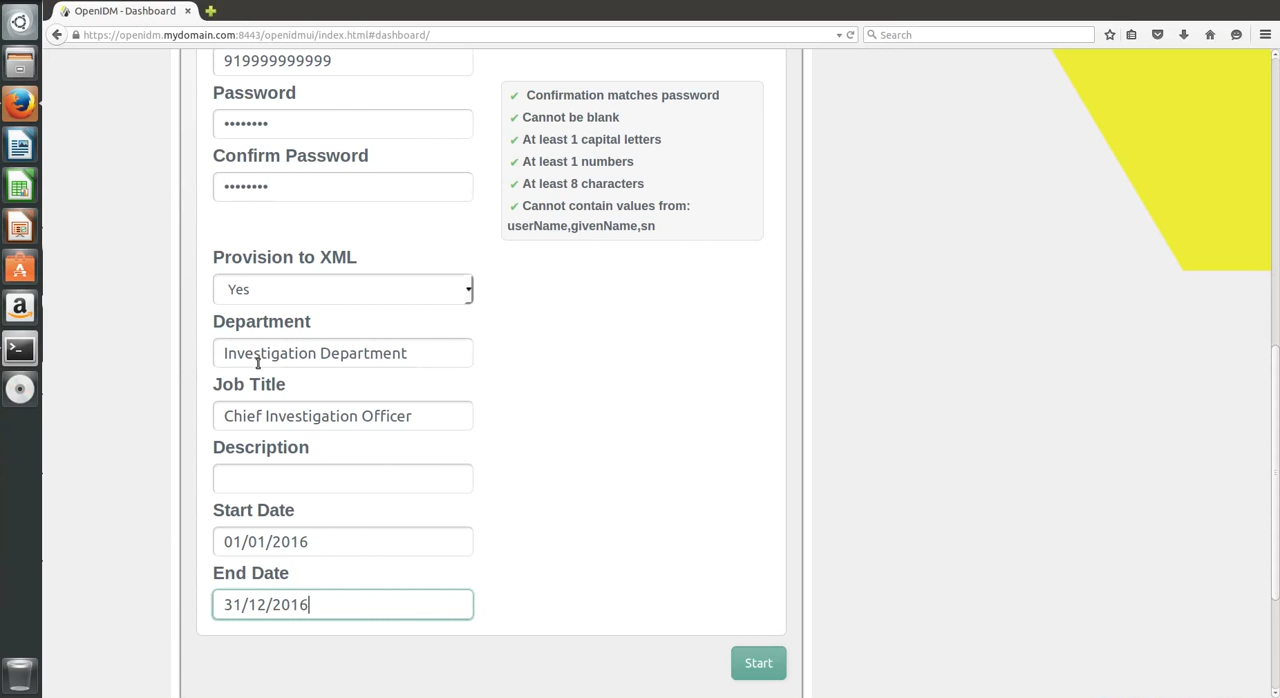 OpenIDM - Dashboard
https://openidm.mydomain.com:8443/openidmui/index.html#dashboard/
Search
919999999999
Password
••••••••
Confirmation matches password
Cannot be blank
At least 1 capital letters
Confirm Password
At least 1 numbers
••••••••
At least 8 characters
Cannot contain values from:
userName,givenName,sn
Provision to XML
Yes
Department
Investigation Department
Job Title
Chief Investigation Officer
Description
Start Date
01/01/2016
End Date
31/12/2016
Start